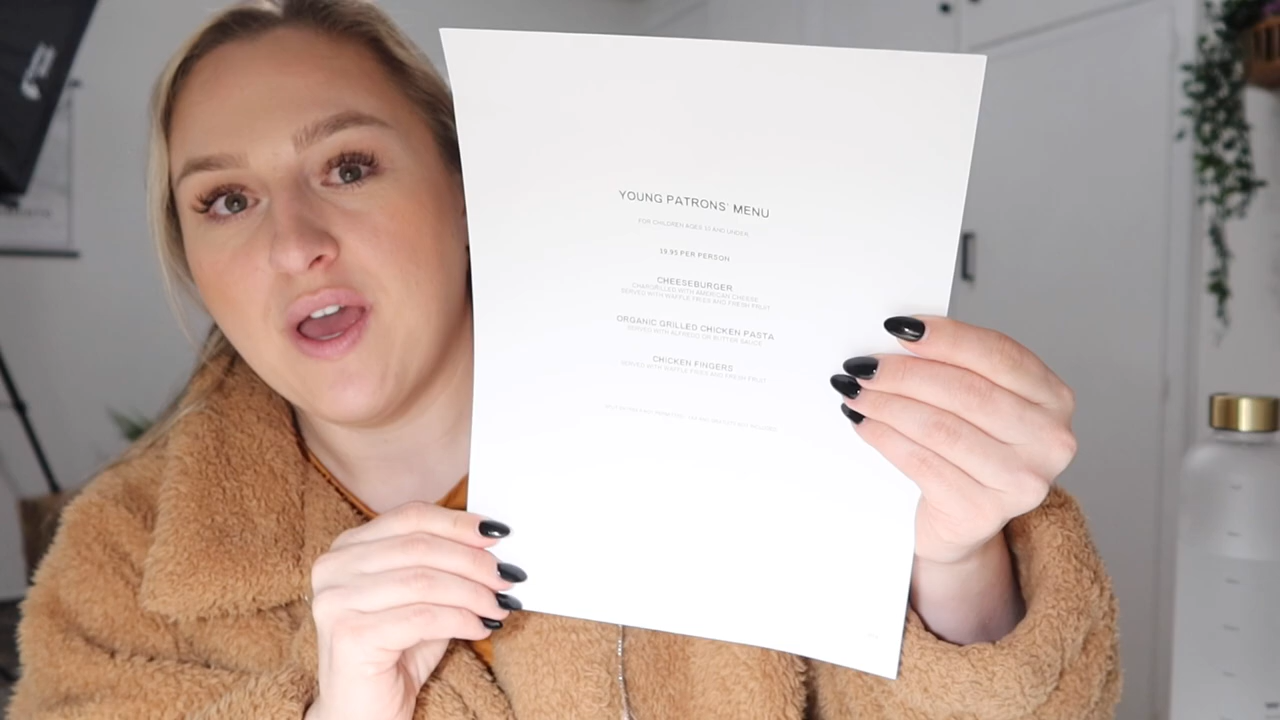 YOUNG PATRONS' MENU
FOR CHILDREN AGES 12 AND UNDER
19.95 PER PERSON
CHEESEBURGER
CHARGRILLED WITH AMERICAN CHEESE
SERVED WITH WAFFLE FRIES AND FRESH FRUIT
ORGANIC GRILLED CHICKEN PASTA
SERVED WITH ALFREDO OR BUTTER SAUCE
CHICKEN FINGERS
SERVED WITH WAFFLE FRIES AND FRESH FRUIT